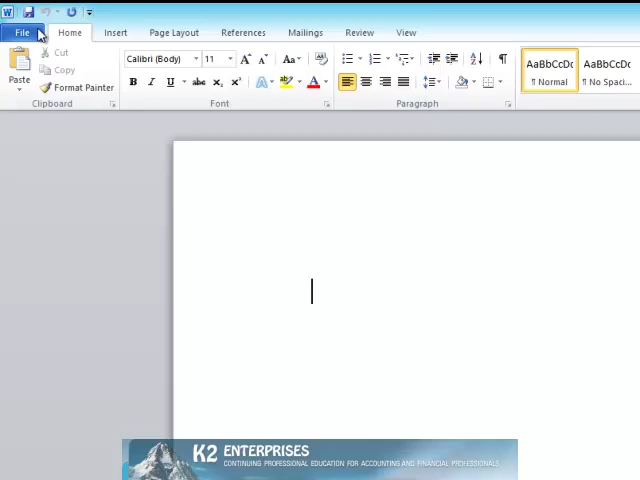 File Home Insert Page Layout References Mailings Review View
Paste
Cut
Copy
Format Painter
Calibri (Body) 11
Aa
B I U abc x₂ x² A ab A
AaBbCcDc AaBbCcDc
¶ Normal ¶ No Spaci...
Clipboard Font Paragraph
K2 ENTERPRISES
CONTINUING PROFESSIONAL EDUCATION FOR ACCOUNTING AND FINANCIAL PROFESSIONALS